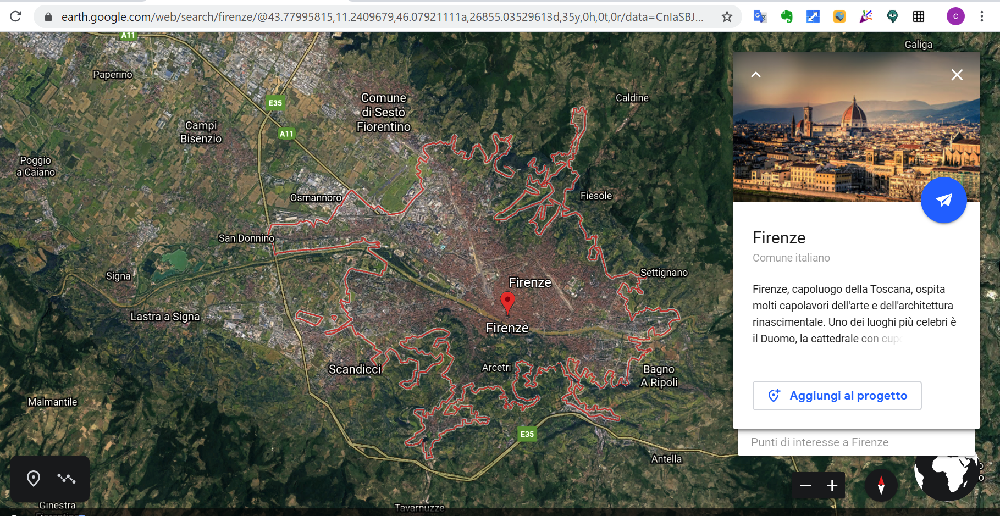 earth.google.com/web/search/firenze/@43.77995815,11.2409679,46.07921111a,26855.03529613d,35y,0h,0t,0r/data=CnIaSBJ...
C
A11
Galiga
Paperino
Comune
di Sesto
Fiorentino
Caldine
E35
Campi
Bisenzio
A11
Poggio
a Caiano
Osmannoro
Fiesole
San Donnino
Signa
Settignano
Firenze
Lastra a Signa
Firenze
Scandicci
Arcetri
Bagno
A Ripoli
Malmantile
E35
Antella
Ginestra
Tavarnuzze
Firenze
Comune italiano
Firenze, capoluogo della Toscana, ospita
molti capolavori dell'arte e dell'architettura
rinascimentale. Uno dei luoghi più celebri è
il Duomo, la cattedrale con cupo
Aggiungi al progetto
Punti di interesse a Firenze